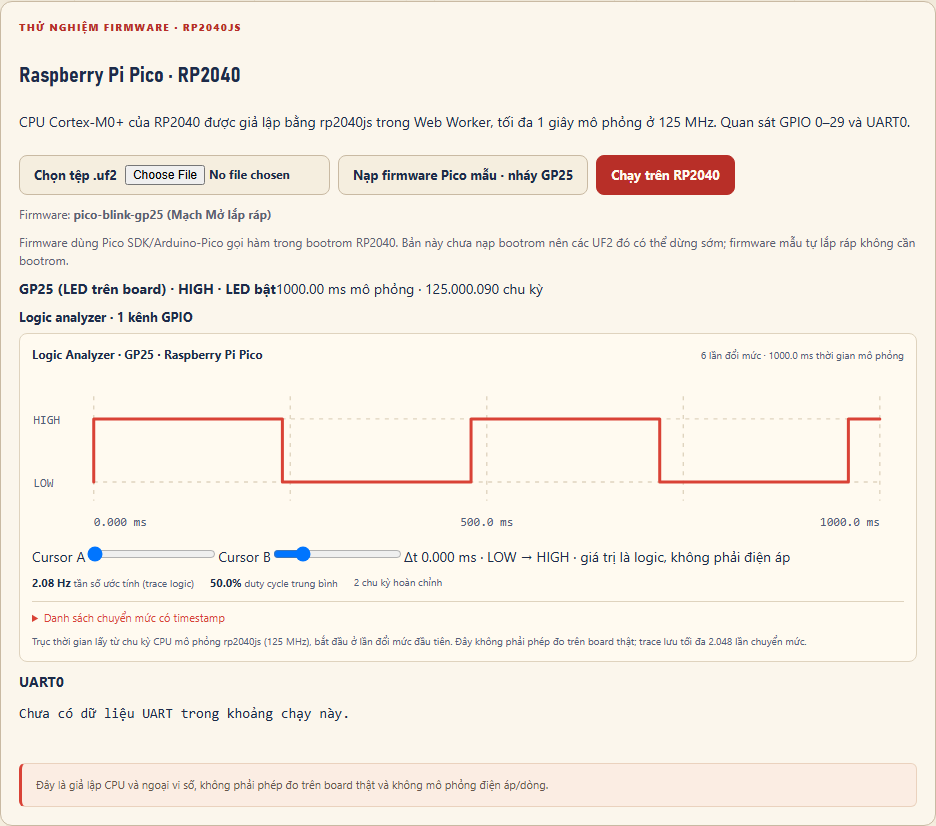 THỬ NGHIỆM FIRMWARE · RP2040JS
Raspberry Pi Pico · RP2040
CPU Cortex-M0+ của RP2040 được giả lập bằng rp2040js trong Web Worker, tối đa 1 giây mô phỏng ở 125 MHz. Quan sát GPIO 0–29 và UART0.
Chọn tệp .uf2 Choose File No file chosen Nạp firmware Pico mẫu · nháy GP25 Chạy trên RP2040
Firmware: pico-blink-gp25 (Mạch Mở lắp ráp)
Firmware dùng Pico SDK/Arduino-Pico gọi hàm trong bootrom RP2040. Bản này chưa nạp bootrom nên các UF2 đó có thể dừng sớm; firmware mẫu tự lắp ráp không cần
bootrom.
GP25 (LED trên board) · HIGH · LED bật1000.00 ms mô phỏng · 125.000.090 chu kỳ
Logic analyzer · 1 kênh GPIO
Logic Analyzer · GP25 · Raspberry Pi Pico 6 lần đổi mức · 1000.0 ms thời gian mô phỏng
HIGH
LOW
0.000 ms 500.0 ms 1000.0 ms
Cursor A Cursor B Δt 0.000 ms · LOW → HIGH · giá trị là logic, không phải điện áp
2.08 Hz tần số ước tính (trace logic) 50.0% duty cycle trung bình 2 chu kỳ hoàn chỉnh
▶ Danh sách chuyển mức có timestamp
Trục thời gian lấy từ chu kỳ CPU mô phỏng rp2040js (125 MHz), bắt đầu ở lần đổi mức đầu tiên. Đây không phải phép đo trên board thật; trace lưu tối đa 2.048 lần chuyển mức.
UART0
Chưa có dữ liệu UART trong khoảng chạy này.
Đây là giả lập CPU và ngoại vi số, không phải phép đo trên board thật và không mô phỏng điện áp/dòng.